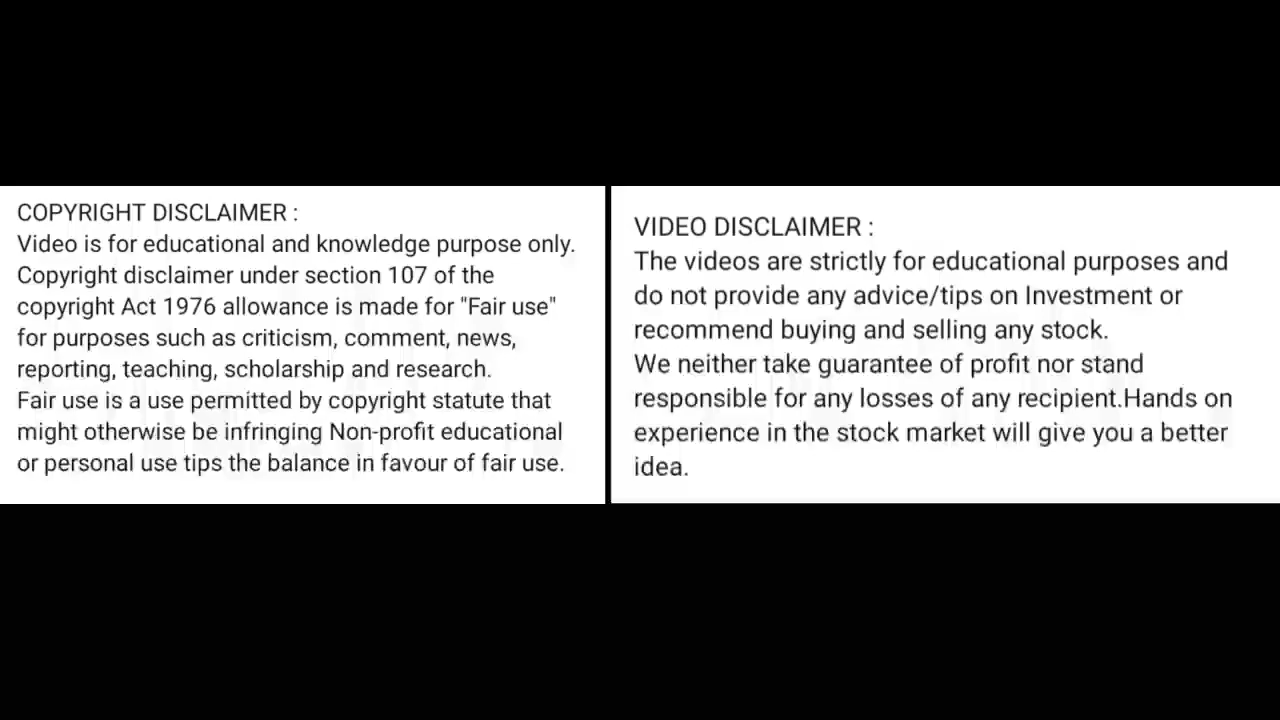 COPYRIGHT DISCLAIMER :
Video is for educational and knowledge purpose only.
Copyright disclaimer under section 107 of the
copyright Act 1976 allowance is made for "Fair use"
for purposes such as criticism, comment, news,
reporting, teaching, scholarship and research.
Fair use is a use permitted by copyright statute that
might otherwise be infringing Non-profit educational
or personal use tips the balance in favour of fair use.
VIDEO DISCLAIMER :
The videos are strictly for educational purposes and
do not provide any advice/tips on Investment or
recommend buying and selling any stock.
We neither take guarantee of profit nor stand
responsible for any losses of any recipient.Hands on
experience in the stock market will give you a better
idea.